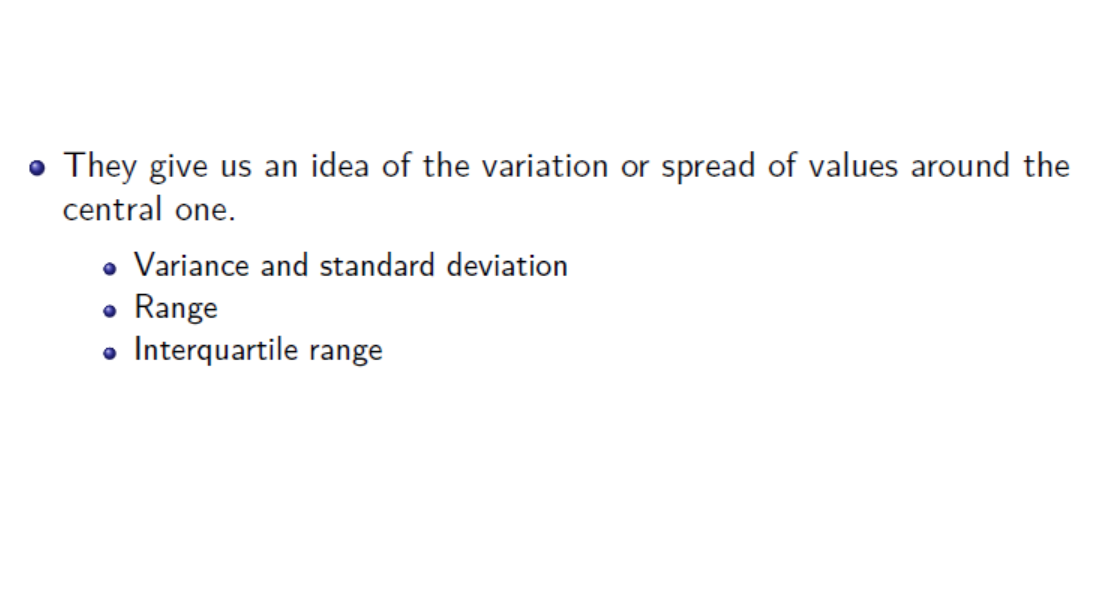 They give us an idea of the variation or spread of values around the
central one.
Variance and standard deviation
Range
Interquartile range